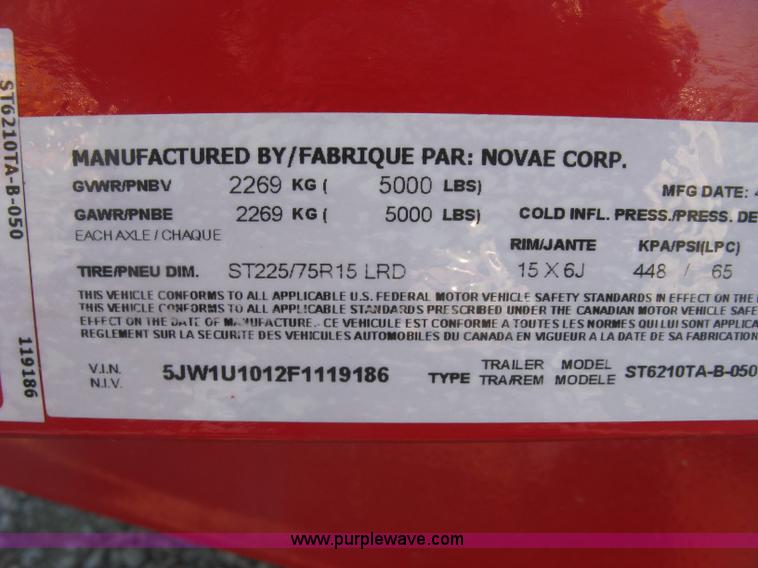 ST6210TA-B-050
119186
MANUFACTURED BY/FABRIQUE PAR: NOVAE CORP.
GVWR/PNBV 2269 KG ( 5000 LBS) MFG DATE: 4
GAWR/PNBE 2269 KG ( 5000 LBS) COLD INFL. PRESS./PRESS. DE
EACH AXLE / CHAQUE RIM/JANTE KPA/PSI(LPC)
TIRE/PNEU DIM. ST225/75R15 LRD 15 X 6J 448 / 65
THIS VEHICLE CONFORMS TO ALL APPLICABLE U.S. FEDERAL MOTOR VEHICLE SAFETY STANDARDS IN EFFECT ON THE
THIS VEHICLE CONFORMS TO ALL APPLICABLE STANDARDS PRESCRIBED UNDER THE CANADIAN MOTOR VEHICLE SAFE
EFFECT ON THE DATE OF MANUFACTURE.- CE VEHICULE EST CONFORME A TOUTES LES NORMES QUI LUI SONT APPLICA
REGLEMENT SUR LA SECURITE DES VEHICULES AUTOMOBILES DU CANADA EN VIGUEUR A LA DATE DE SA FABRICATION
V.I.N. 5JW1U1012F1119186 TYPE TRAILER MODEL ST6210TA-B-050
N.I.V. TRA/REM MODELE
www.purplewave.com